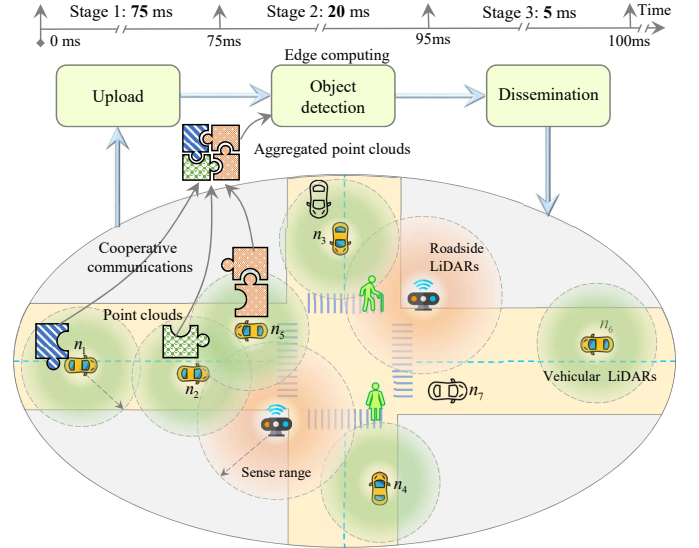 Stage 1: 75 ms
Stage 2: 20 ms
Stage 3: 5 ms
Time
0 ms
75ms
95ms
100ms
Edge computing
Upload
Object
detection
Dissemination
Aggregated point clouds
Cooperative
communications
Point clouds
Roadside
LiDARs
n3
n1
n2
n5
n6
Vehicular LiDARs
n7
Sense range
n4